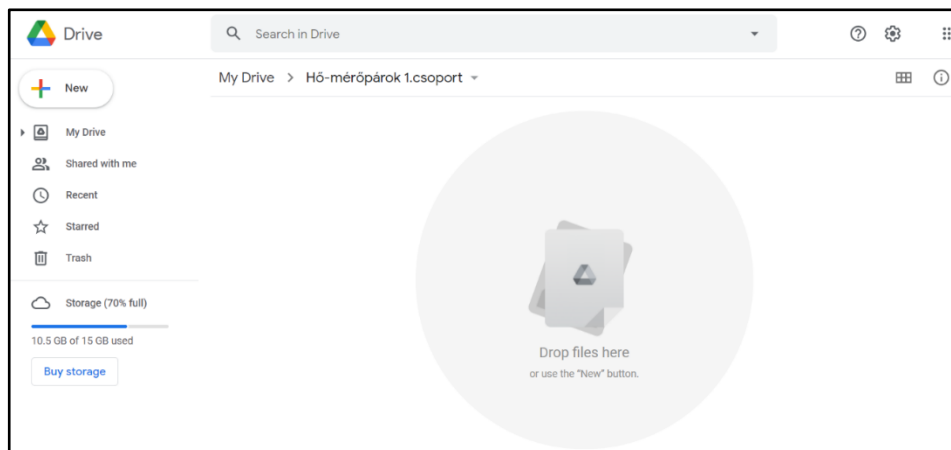 Drive
Search in Drive
My Drive > Hő-mérőpárok 1.csoport
New
My Drive
Shared with me
Recent
Starred
Trash
Storage (70% full)
10.5 GB of 15 GB used
Buy storage
Drop files here
or use the "New" button.